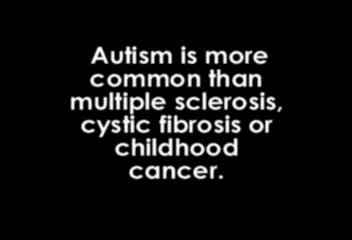 Autism is more
common than
multiple sclerosis,
cystic fibrosis or
childhood
cancer.